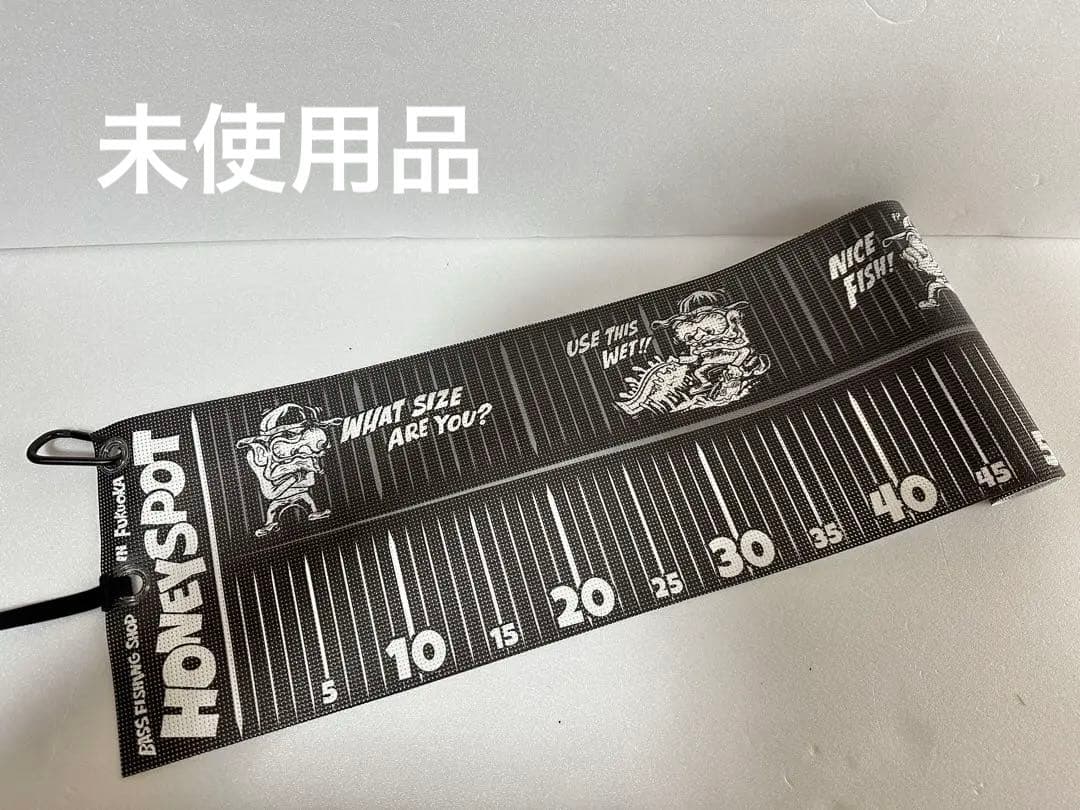 未使用品
NICE
FISH!
USE THIS
WET!!
WHAT SIZE
ARE YOU?
BASS FISHING SHOP IN FUKUOKA
HONEYSPOT
5
10
15
20
25
30
35
40
45